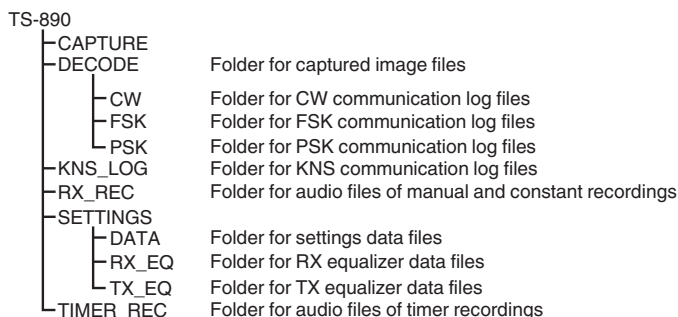 TS-890
CAPTURE
DECODE Folder for captured image files
CW Folder for CW communication log files
FSK Folder for FSK communication log files
PSK Folder for PSK communication log files
KNS_LOG Folder for KNS communication log files
RX_REC Folder for audio files of manual and constant recordings
SETTINGS
DATA Folder for settings data files
RX_EQ Folder for RX equalizer data files
TX_EQ Folder for TX equalizer data files
TIMER_REC Folder for audio files of timer recordings